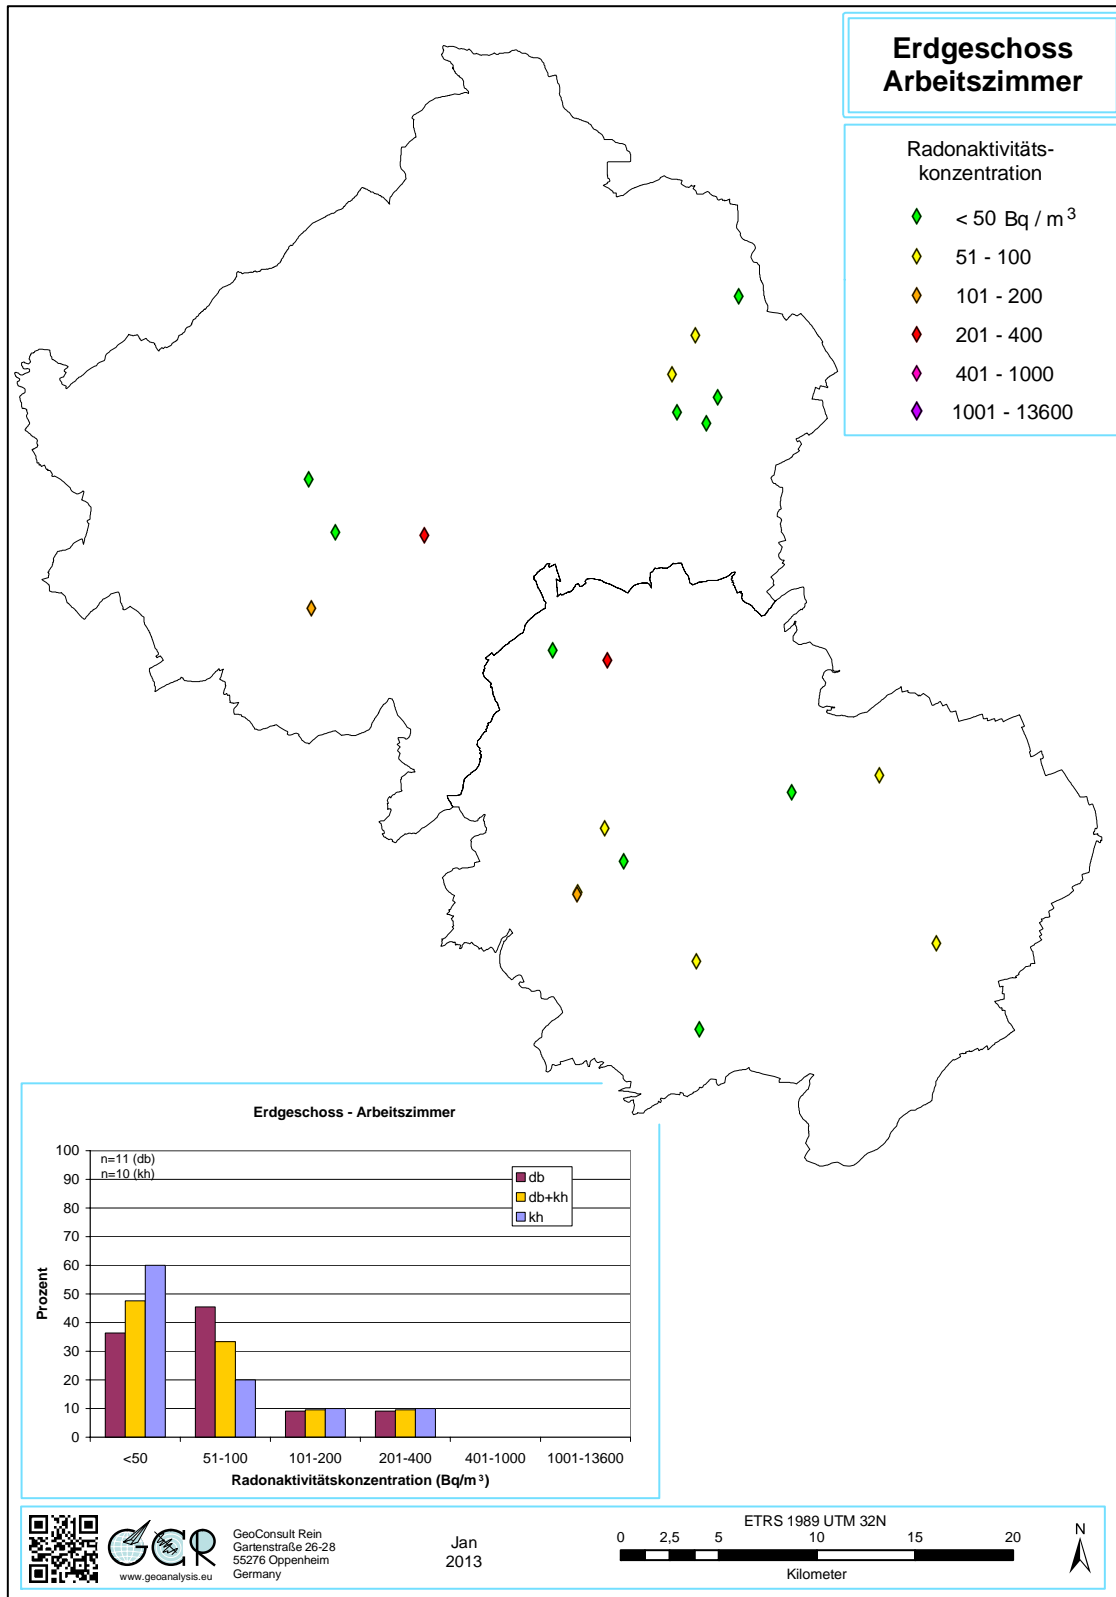 Erdgeschoss
Arbeitszimmer
Radonaktivitäts-
konzentration
< 50 Bq / m³
51 - 100
101 - 200
201 - 400
401 - 1000
1001 - 13600
Erdgeschoss - Arbeitszimmer
n=11 (db)
n=10 (kh)
db
db+kh
kh
100
90
80
70
60
50
40
30
20
10
0
Prozent
<50 51-100 101-200 201-400 401-1000 1001-13600
Radonaktivitätskonzentration (Bq/m³)
GCR
www.geoanalysis.eu
GeoConsult Rein
Gartenstraße 26-28
55276 Oppenheim
Germany
Jan
2013
ETRS 1989 UTM 32N
0 2,5 5 10 15 20
Kilometer
N